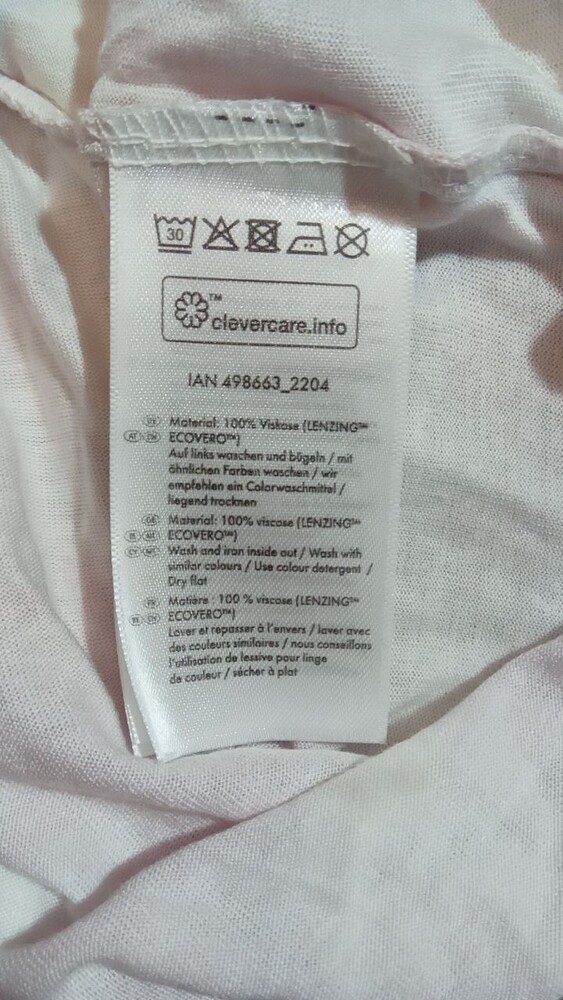 30
™
clevercare.info
IAN 498663_2204
Material: 100% Viskose (LENZING™
ECOVERO™)
Auf links waschen und bügeln / mit
ähnlichen Farben waschen / wir
empfehlen ein Colorwaschmittel /
liegend trocknen
Material: 100% viscose (LENZING™
ECOVERO™)
Wash and iron inside out / Wash with
similar colours / Use colour detergent /
Dry flat
Matière : 100 % viscose (LENZING™
ECOVERO™)
Laver et repasser à l'envers / laver avec
des couleurs similaires / nous conseillons
l'utilisation de lessive pour linge
de couleur / sécher à plat